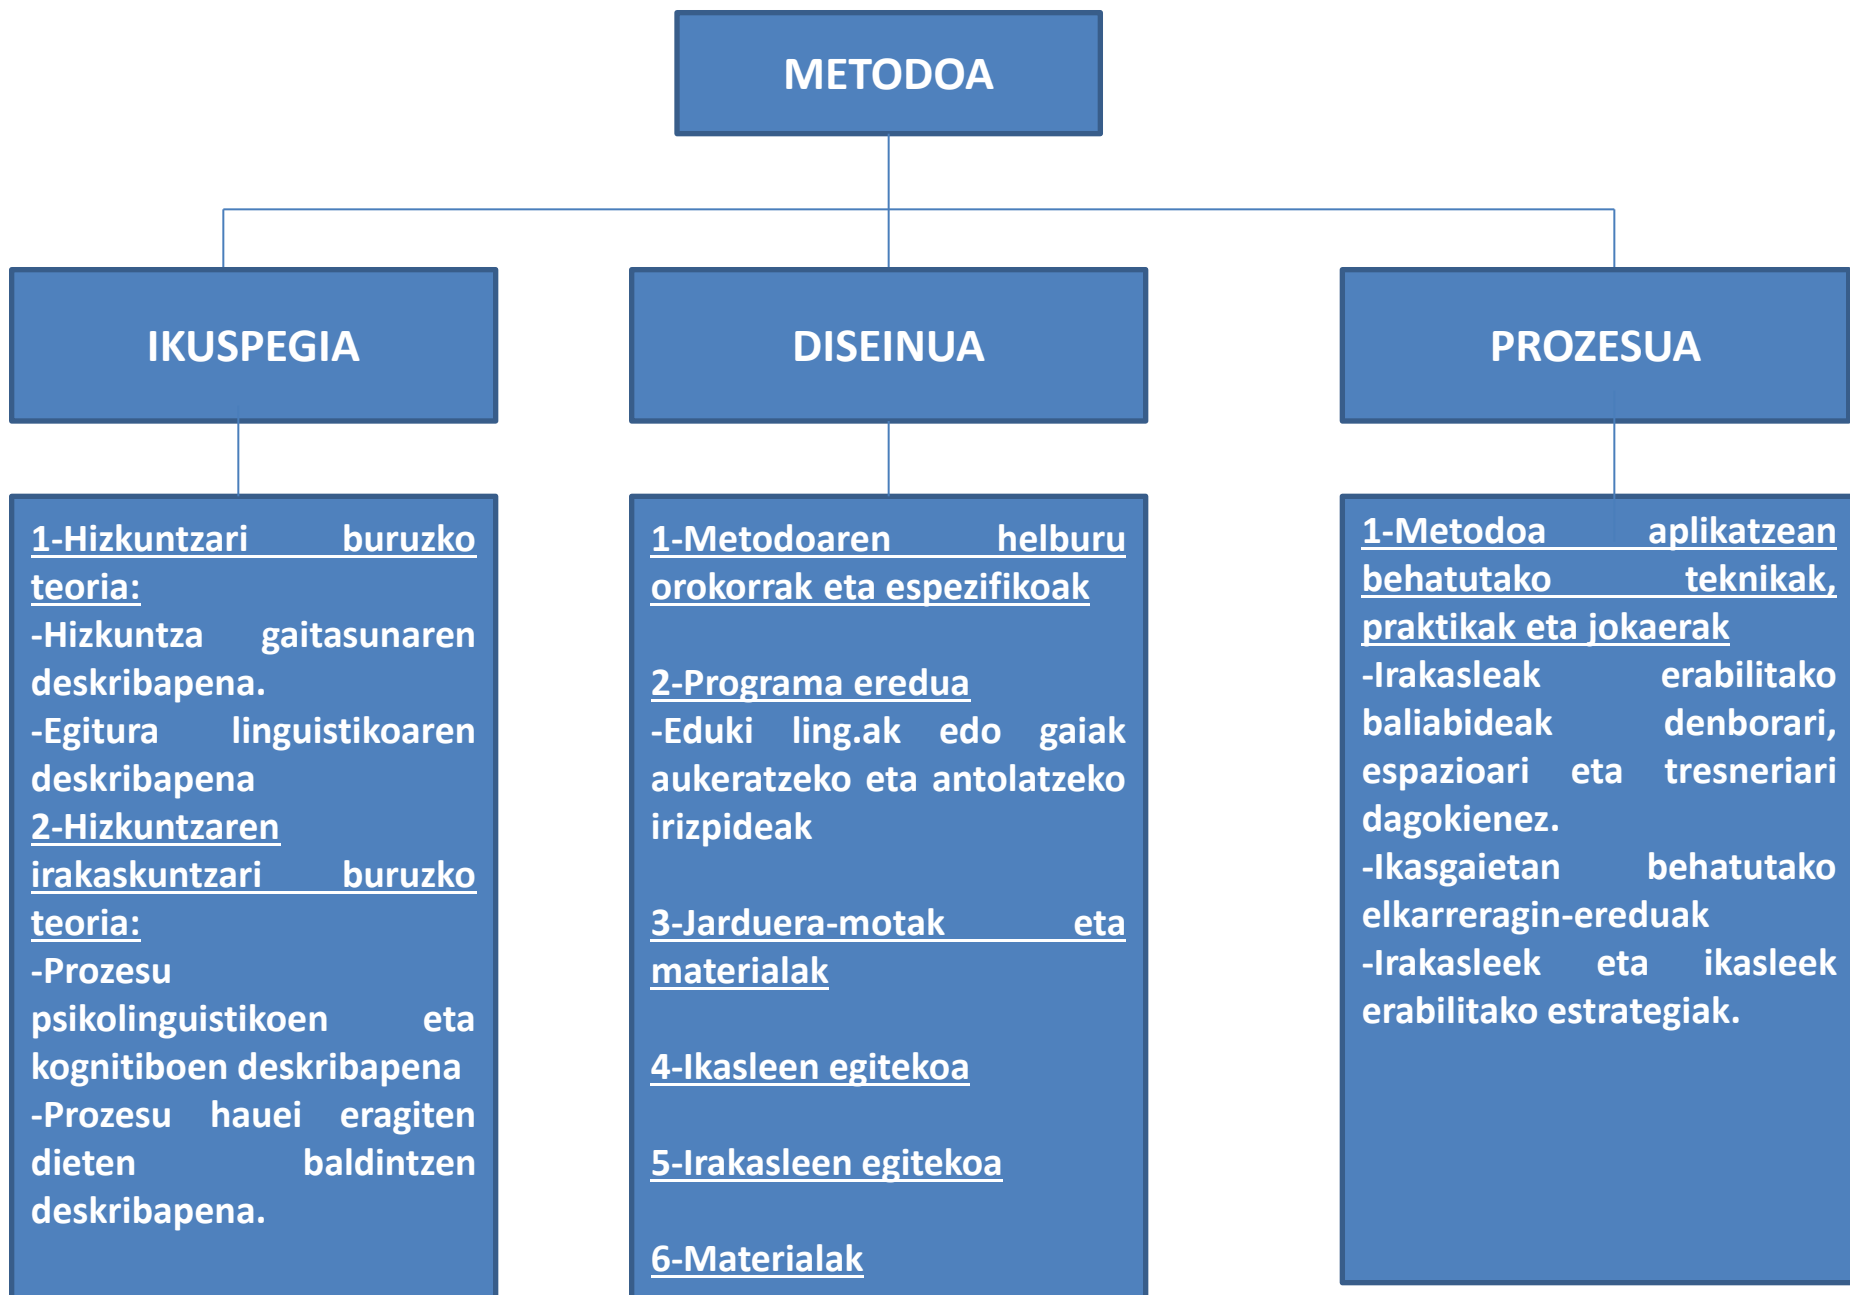 METODOA
IKUSPEGIA
DISEINUA
PROZESUA
1-Hizkuntzari buruzko
teoria:
-Hizkuntza gaitasunaren
deskribapena.
-Egitura linguistikoaren
deskribapena
2-Hizkuntzaren
irakaskuntzari buruzko
teoria:
-Prozesu
psikolinguistikoen eta
kognitiboen deskribapena
-Prozesu hauei eragiten
dieten baldintzen
deskribapena.
1-Metodoaren helburu
orokorrak eta espezifikoak
2-Programa eredua
-Eduki ling.ak edo gaiak
aukeratzeko eta antolatzeko
irizpideak
3-Jarduera-motak eta
materialak
4-Ikasleen egitekoa
5-Irakasleen egitekoa
6-Materialak
1-Metodoa aplikatzean
behatutako teknikak,
praktikak eta jokaerak
-Irakasleak erabilitako
baliabideak denborari,
espazioari eta tresneriari
dagokienez.
-Ikasgaietan behatutako
elkarreragin-ereduak
-Irakasleek eta ikasleek
erabilitako estrategiak.